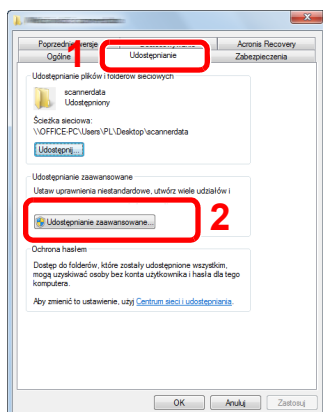 Poprzednie wersje
Acronis Recovery
Ogólne
Udostępnianie
Zabezpieczenia
1
Udostępnianie plików i folderów sieciowych
scannerdata
Udostępniony
Ścieżka sieciowa:
\\OFFICE-PC\Users\PL\Desktop\scannerdata
Udostępnij...
Udostępnianie zaawansowane
Ustaw uprawnienia niestandardowe, utwórz wiele udziałów i
Udostępnianie zaawansowane...
2
Ochrona hasłem
Dostęp do folderów, które zostały udostępnione wszystkim,
mogą uzyskiwać osoby bez konta użytkownika i hasła dla tego
komputera.
Aby zmienić to ustawienie, użyj Centrum sieci i udostępniania.
OK
Anuluj
Zastosuj